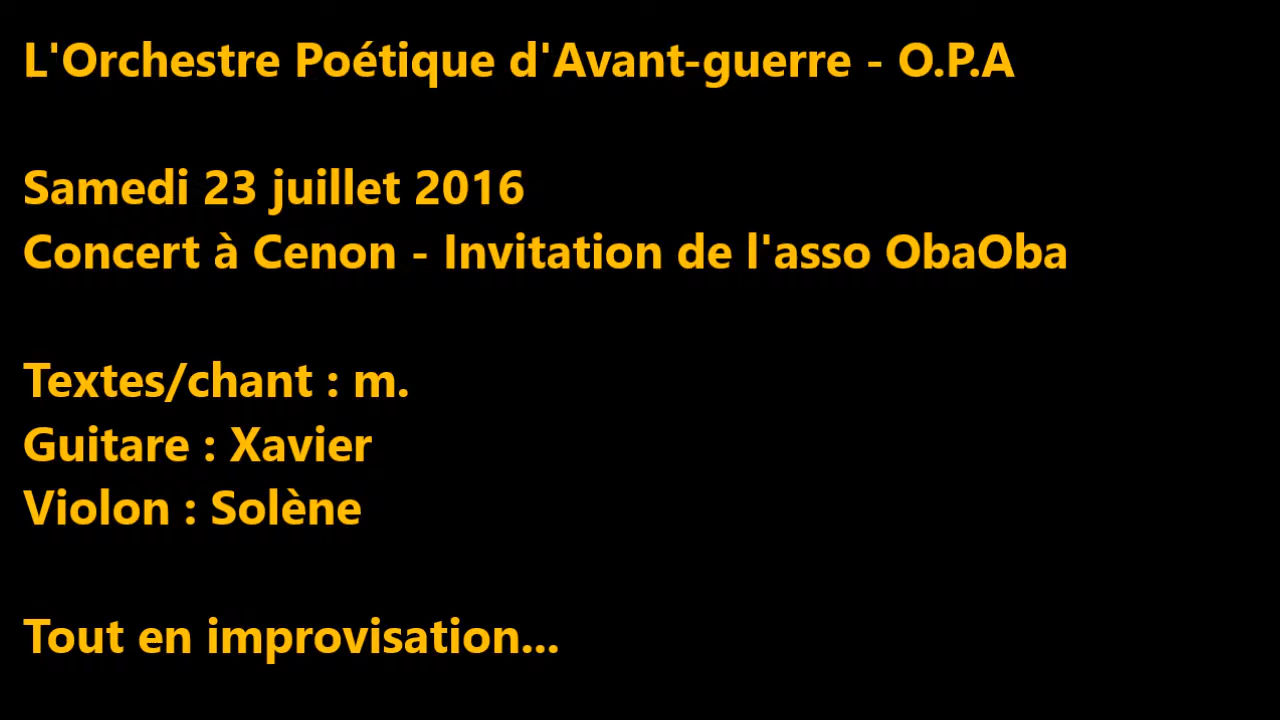 L'Orchestre Poétique d'Avant-guerre - O.P.A
Samedi 23 juillet 2016
Concert à Cenon - Invitation de l'asso ObaOba
Textes/chant : m.
Guitare : Xavier
Violon : Solène
Tout en improvisation...